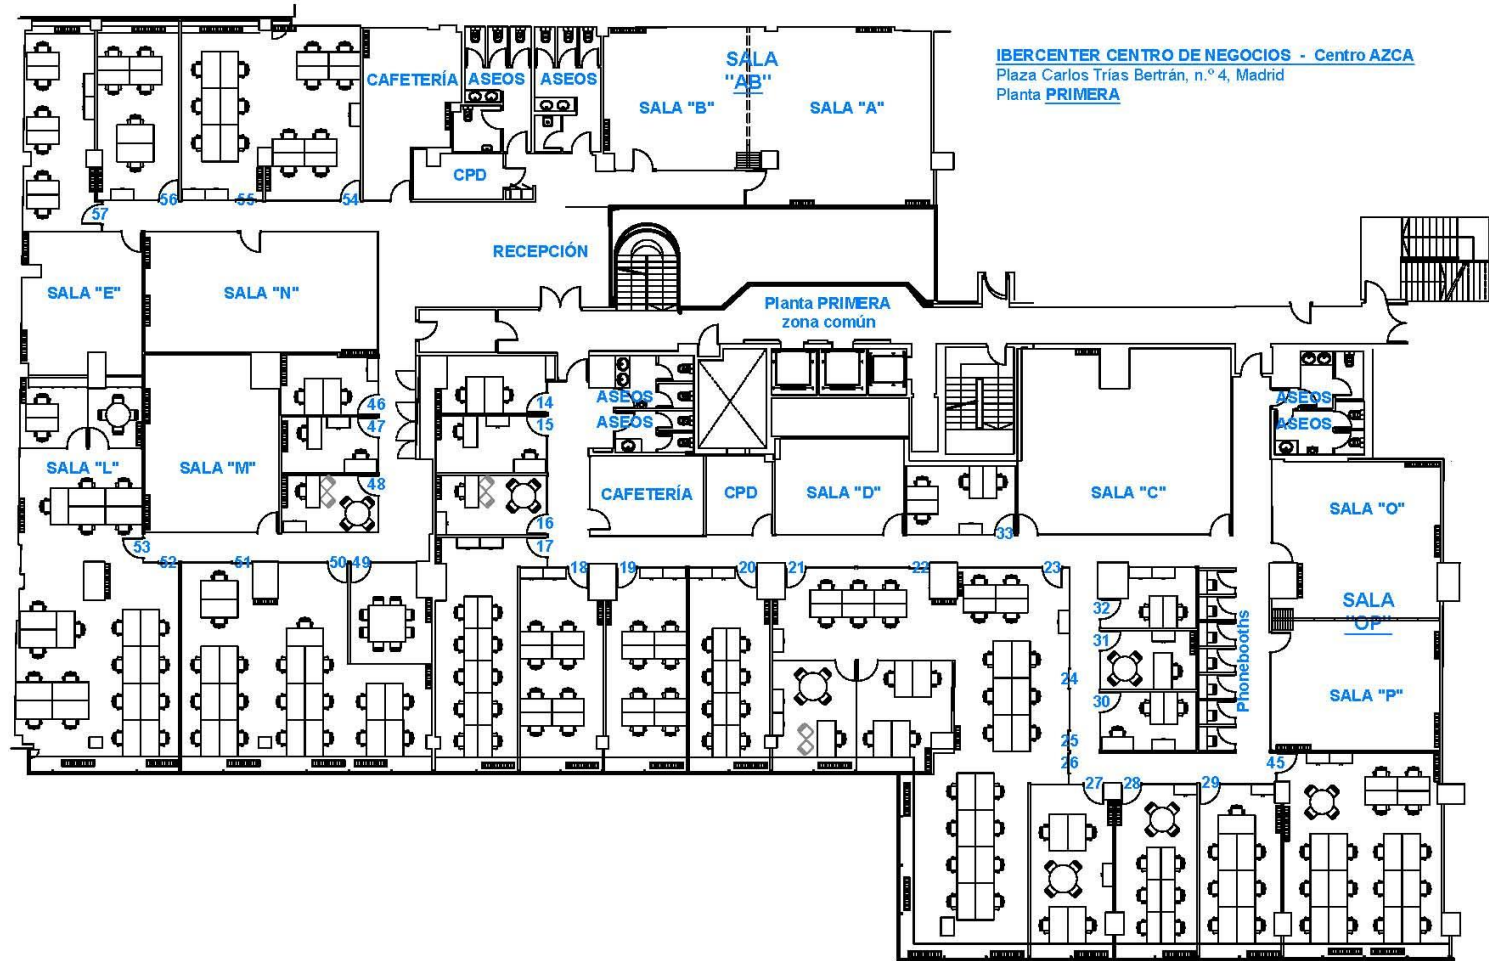 IBERCENTER CENTRO DE NEGOCIOS - Centro AZCA
Plaza Carlos Trías Bertrán, n.º 4, Madrid
Planta PRIMERA
CAFETERÍA
ASEOS
ASEOS
SALA
"AB"
SALA "B"
SALA "A"
CPD
57
56
55
54
RECEPCIÓN
SALA "E"
SALA "N"
Planta PRIMERA
zona común
46
47
48
14
15
16
17
ASEOS
ASEOS
ASEOS
ASEOS
SALA "L"
SALA "M"
CAFETERÍA
CPD
SALA "D"
33
SALA "C"
SALA "O"
SALA
"OP"
SALA "P"
53
52
51
50
49
18
19
20
21
22
23
32
31
30
24
25
26
Phonebooths
27
28
29
45